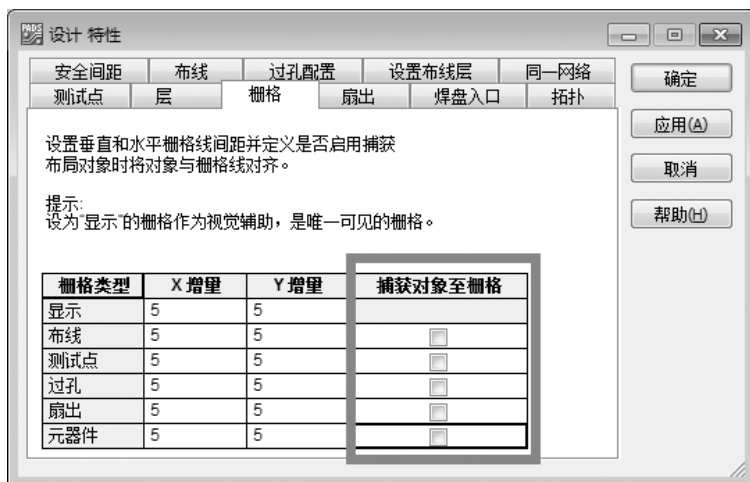 PADS 设计 特性
安全间距 布线 过孔配置 设置布线层 同一网络
测试点 层 栅格 扇出 焊盘入口 拓扑
确定
应用(A)
取消
帮助(H)
设置垂直和水平栅格线间距并定义是否启用捕获
布局对象时将对象与栅格线对齐。
提示:
设为"显示"的栅格作为视觉辅助，是唯一可见的栅格。
栅格类型 X 增量 Y 增量 捕获对象至栅格
显示 5 5
布线 5 5
测试点 5 5
过孔 5 5
扇出 5 5
元器件 5 5